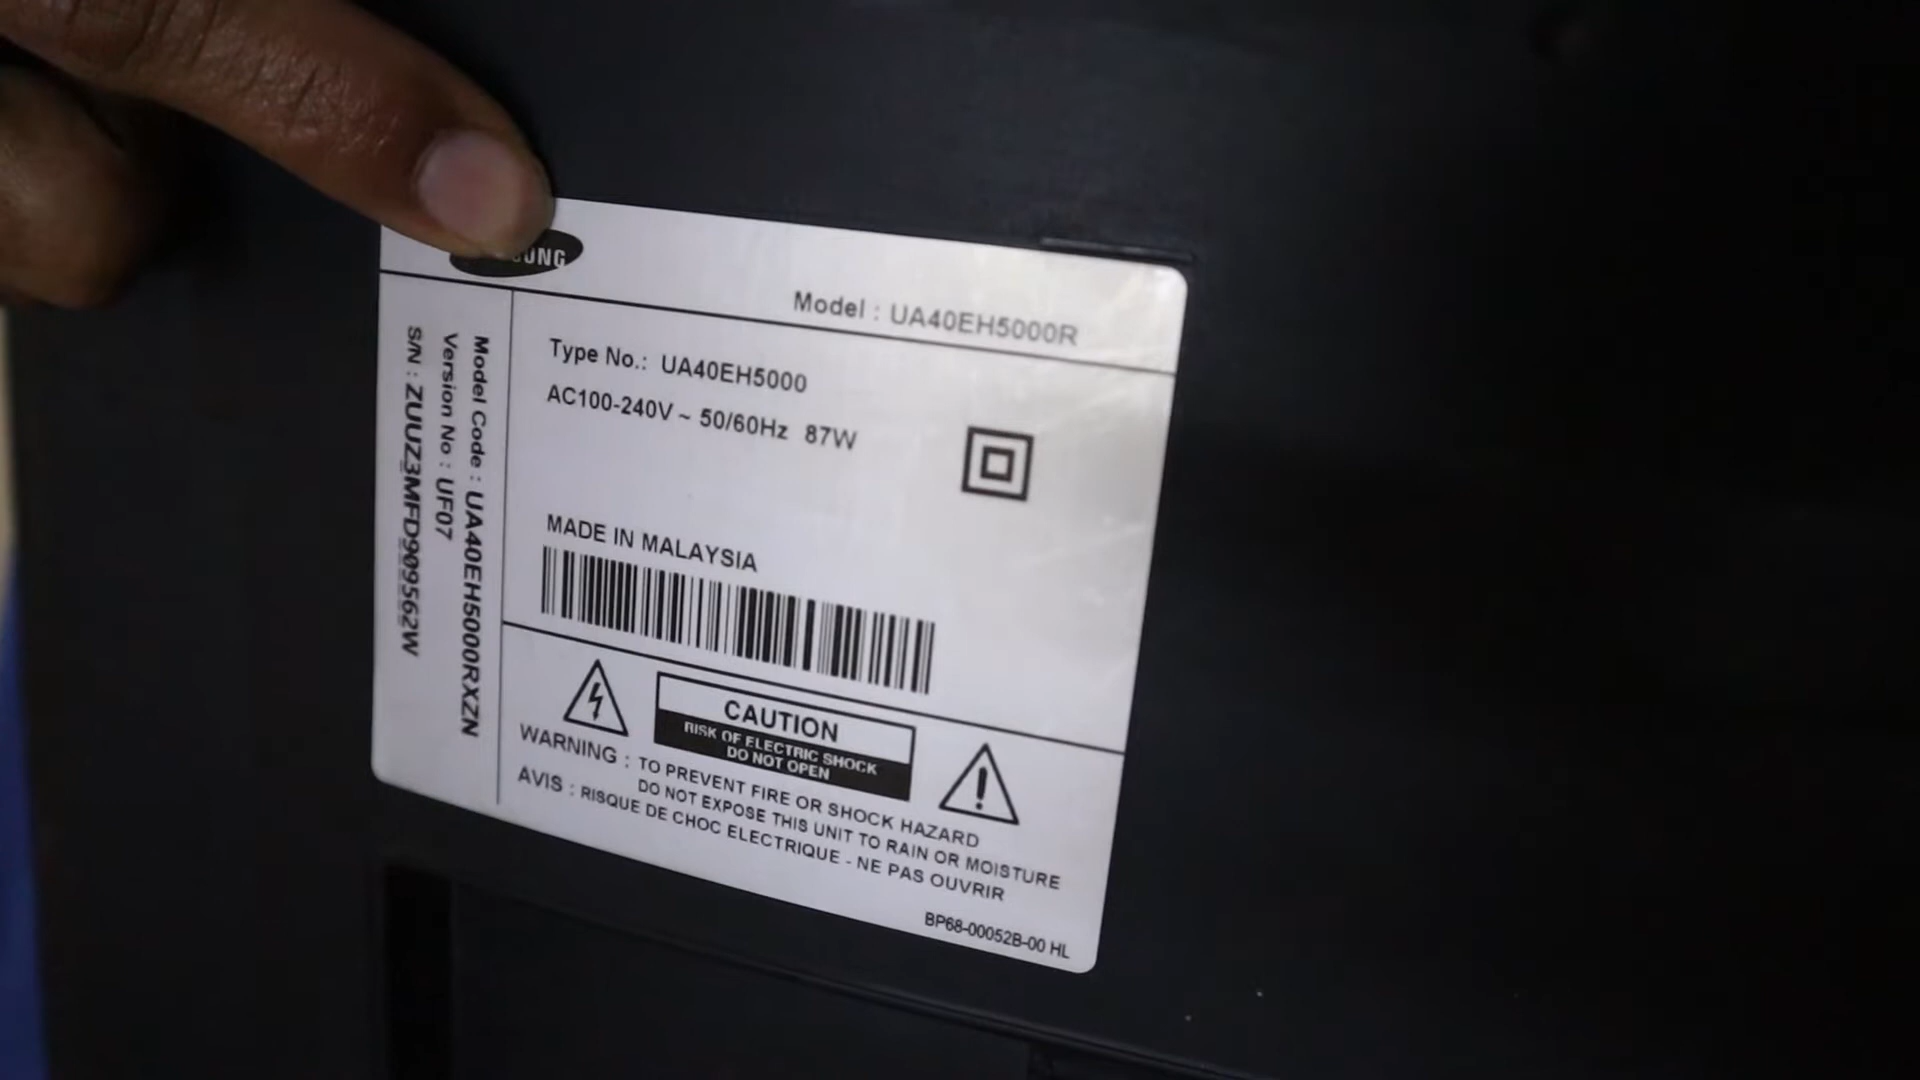 SUNG
Model : UA40EH5000R
Type No.: UA40EH5000
AC100-240V ~ 50/60Hz 87W
MADE IN MALAYSIA
Model Code : UA40EH5000RXZN
Version No : UF07
S/N : ZUUZ3MFD909562W
CAUTION
RISK OF ELECTRIC SHOCK
DO NOT OPEN
WARNING : TO PREVENT FIRE OR SHOCK HAZARD
DO NOT EXPOSE THIS UNIT TO RAIN OR MOISTURE
AVIS : RISQUE DE CHOC ELECTRIQUE - NE PAS OUVRIR
BP68-00052B-00 HL